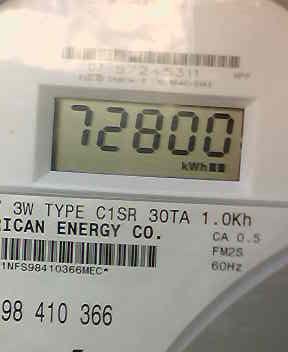 72800
kWh
3W TYPE C1SR 30TA 1.0Kh
RICAN ENERGY CO.
CA 0.5
FM2S
60Hz
1NFS98410366MEC*
98 410 366